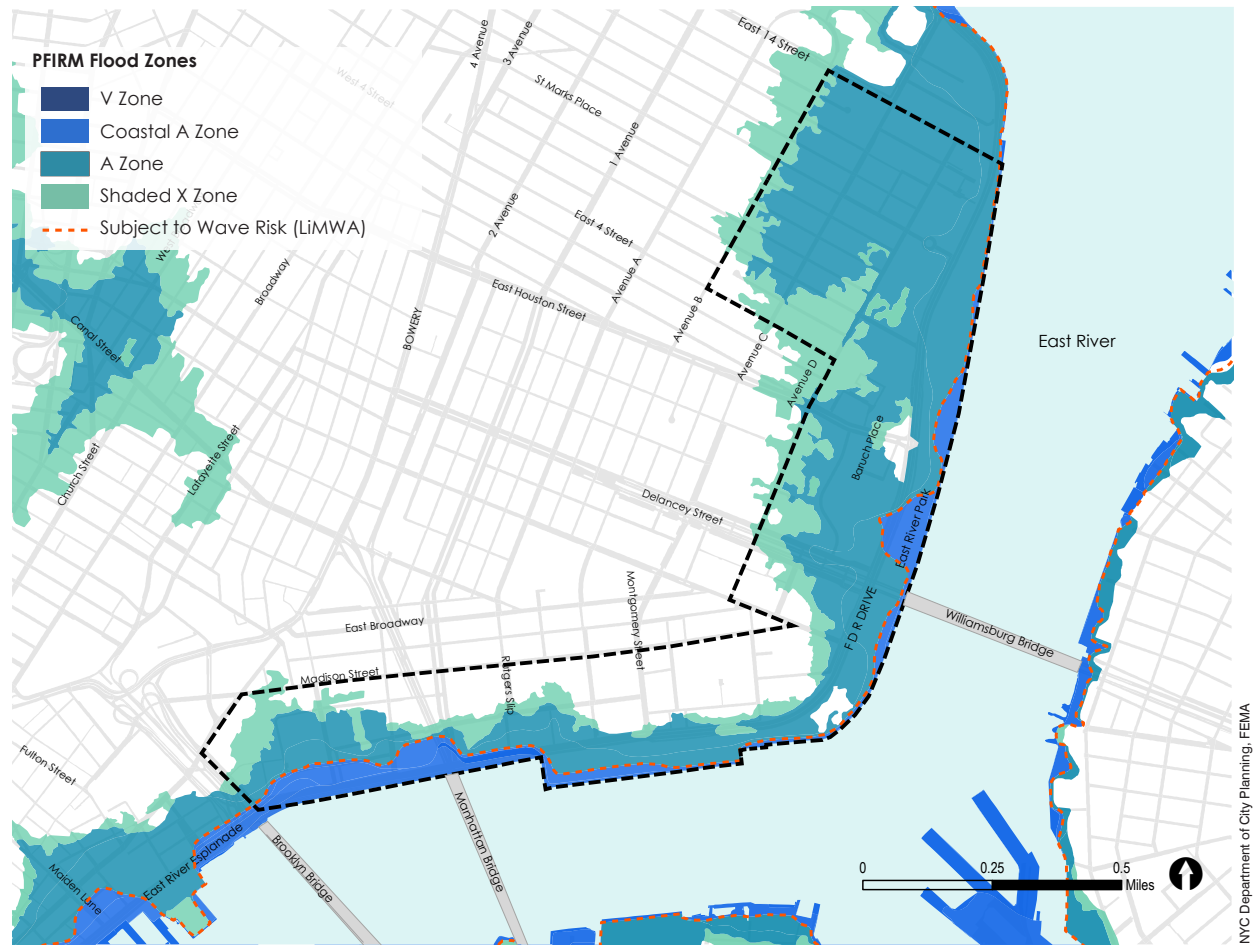 PFIRM Flood Zones
V Zone
Coastal A Zone
A Zone
Shaded X Zone
Subject to Wave Risk (LiMWA)
West 4 Street
4 Avenue
3 Avenue
East 14 Street
St Marks Place
1 Avenue
2 Avenue
East 4 Street
Avenue A
Broadway
East Houston Street
BOWERY
Avenue B
Avenue C
Avenue D
East River
Canal Street
Church Street
Lafayette Street
Baruch Place
Delancey Street
East River Park
F D R DRIVE
Montgomery Street
Williamsburg Bridge
East Broadway
Madison Street
Rutgers Slip
Fulton Street
Manhattan Bridge
Brooklyn Bridge
East River Esplanade
Maiden Lane
0 0.25 0.5
Miles
NYC Department of City Planning, FEMA